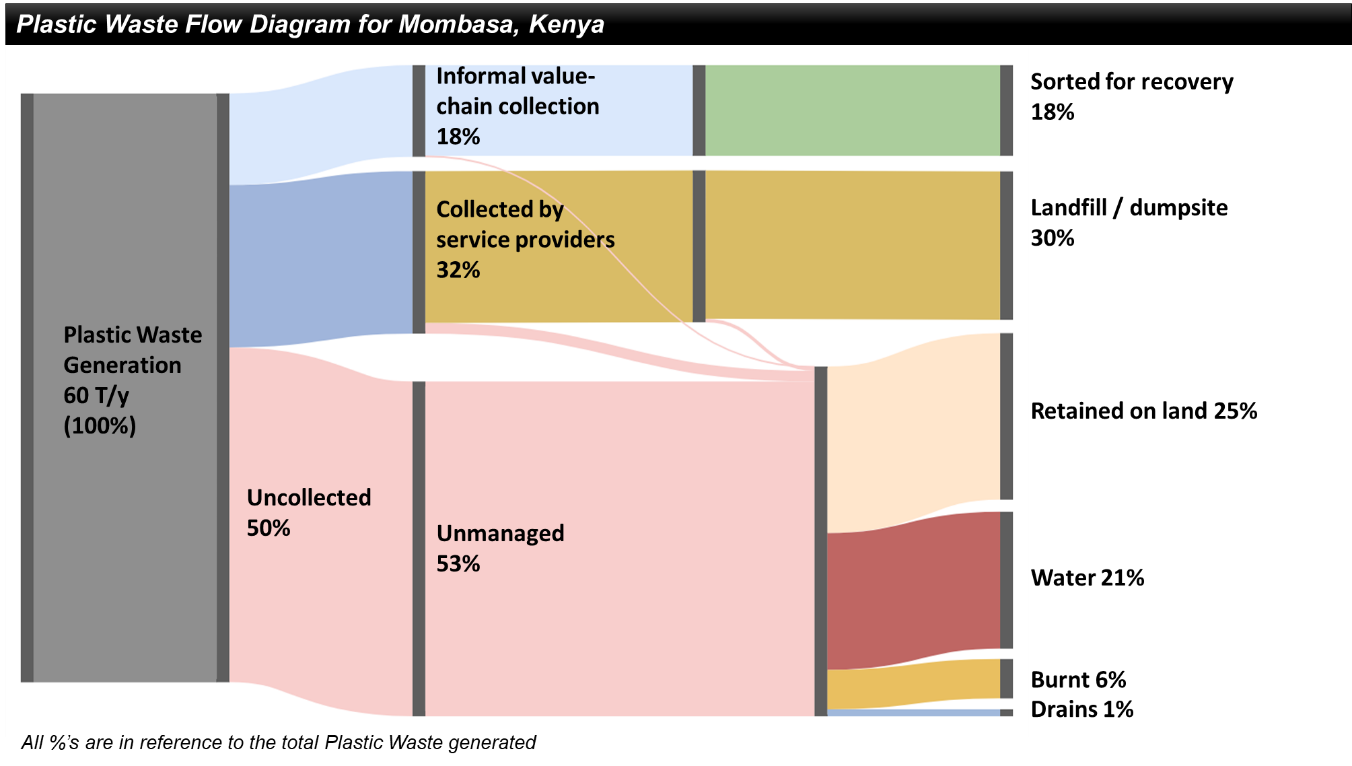 Plastic Waste Flow Diagram for Mombasa, Kenya
Informal value-
chain collection
18%
Sorted for recovery
18%
Collected by
service providers
32%
Landfill / dumpsite
30%
Plastic Waste
Generation
60 T/y
(100%)
Retained on land 25%
Uncollected
50%
Unmanaged
53%
Water 21%
Burnt 6%
Drains 1%
All %'s are in reference to the total Plastic Waste generated